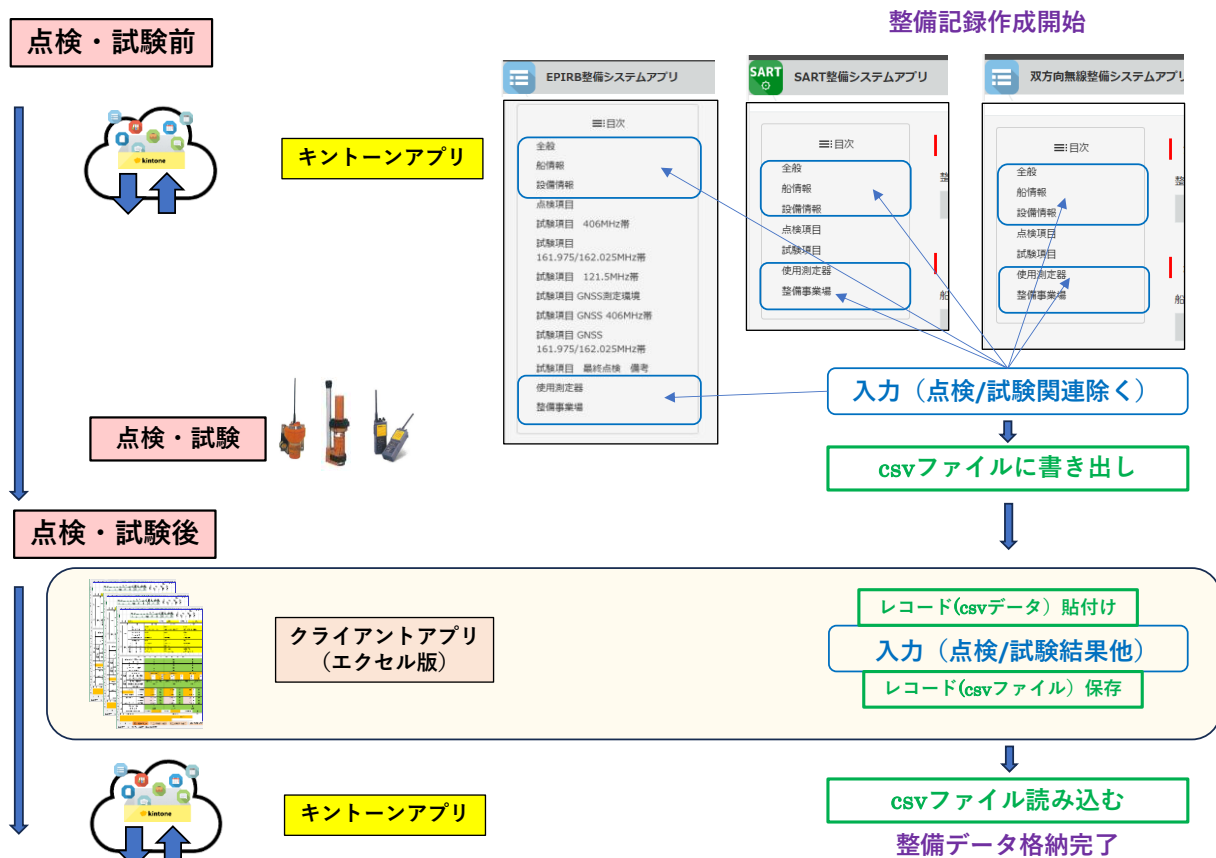 整備記録作成開始
点検・試験前
kintone
キントーンアプリ
EPIRB整備システムアプリ
目次
全般
船情報
設備情報
点検項目
試験項目　406MHz帯
試験項目
161.975/162.025MHz帯
試験項目　121.5MHz帯
試験項目 GNSS測定環境
試験項目 GNSS 406MHz帯
試験項目 GNSS
161.975/162.025MHz帯
試験項目　最終点検　備考
使用測定器
整備事業場
SART
SART整備システムアプリ
目次
全般
船情報
設備情報
点検項目
試験項目
使用測定器
整備事業場
整
船
双方向無線整備システムアプリ
目次
全般
船情報
設備情報
点検項目
試験項目
使用測定器
整備事業場
整
船
入力（点検/試験関連除く）
点検・試験
csvファイルに書き出し
点検・試験後
クライアントアプリ
（エクセル版）
レコード(csvデータ）貼付け
入力（点検/試験結果他）
レコード(csvファイル）保存
kintone
キントーンアプリ
csvファイル読み込む
整備データ格納完了